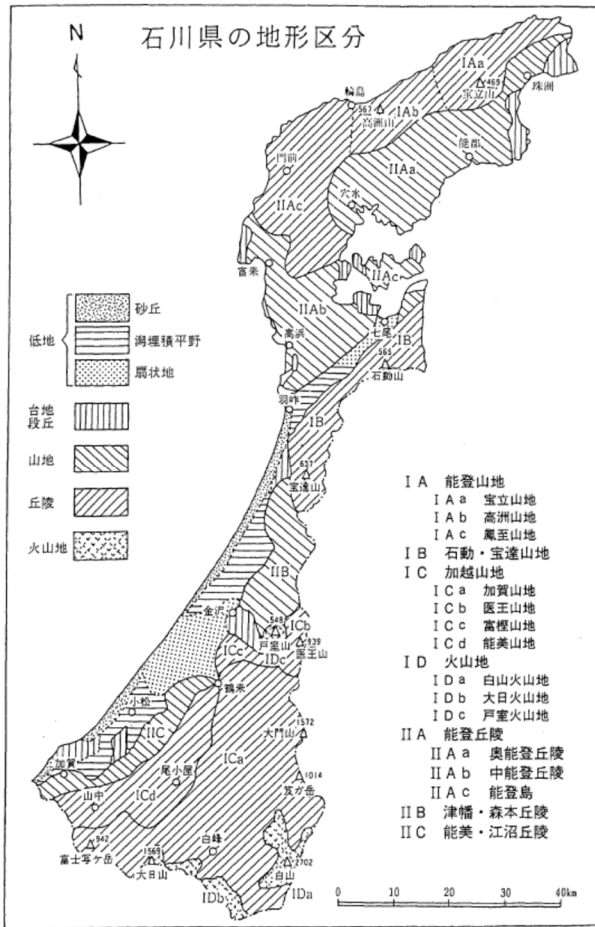 石川県の地形区分
N
IAa
469
宝立山
珠洲
輪島
567
高洲山
IAb
能都
門前
IIAa
穴水
IIAc
富来
IIAc
IIAb
七尾
高浜
IB
565
石動山
羽咋
IB
637
宝達山
IIB
金沢
548
戸室山
ICb
939
医王山
ICc
IDc
鶴来
小松
IIC
1572
大門山
ICa
加賀
尾小屋
1014
笈ケ岳
山中
ICd
942
富士写ケ岳
1569
大日山
白峰
2702
白山
IDb
IDa
低地
砂丘
潟埋積平野
扇状地
台地
段丘
山地
丘陵
火山地
I A 能登山地
I A a 宝立山地
I A b 高洲山地
I A c 鳳至山地
I B 石動・宝達山地
I C 加越山地
I C a 加賀山地
I C b 医王山地
I C c 富樫山地
I C d 能美山地
I D 火山地
I D a 白山火山地
I D b 大日火山地
I D c 戸室火山地
II A 能登丘陵
II A a 奥能登丘陵
II A b 中能登丘陵
II A c 能登島
II B 津幡・森本丘陵
II C 能美・江沼丘陵
0 10 20 30 40km